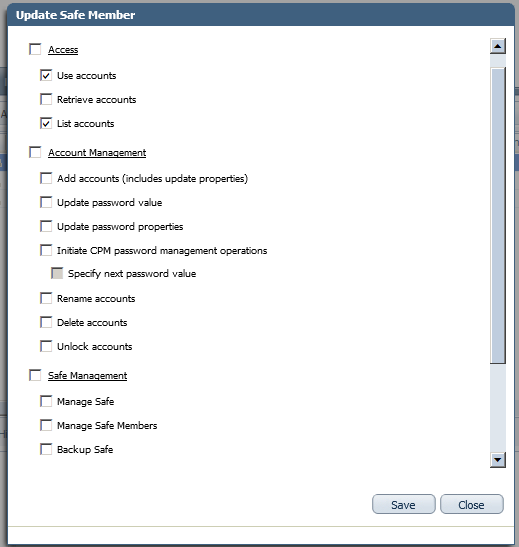 Update Safe Member
Access
Use accounts
Retrieve accounts
List accounts
Account Management
Add accounts (includes update properties)
Update password value
Update password properties
Initiate CPM password management operations
Specify next password value
Rename accounts
Delete accounts
Unlock accounts
Safe Management
Manage Safe
Manage Safe Members
Backup Safe
Save Close